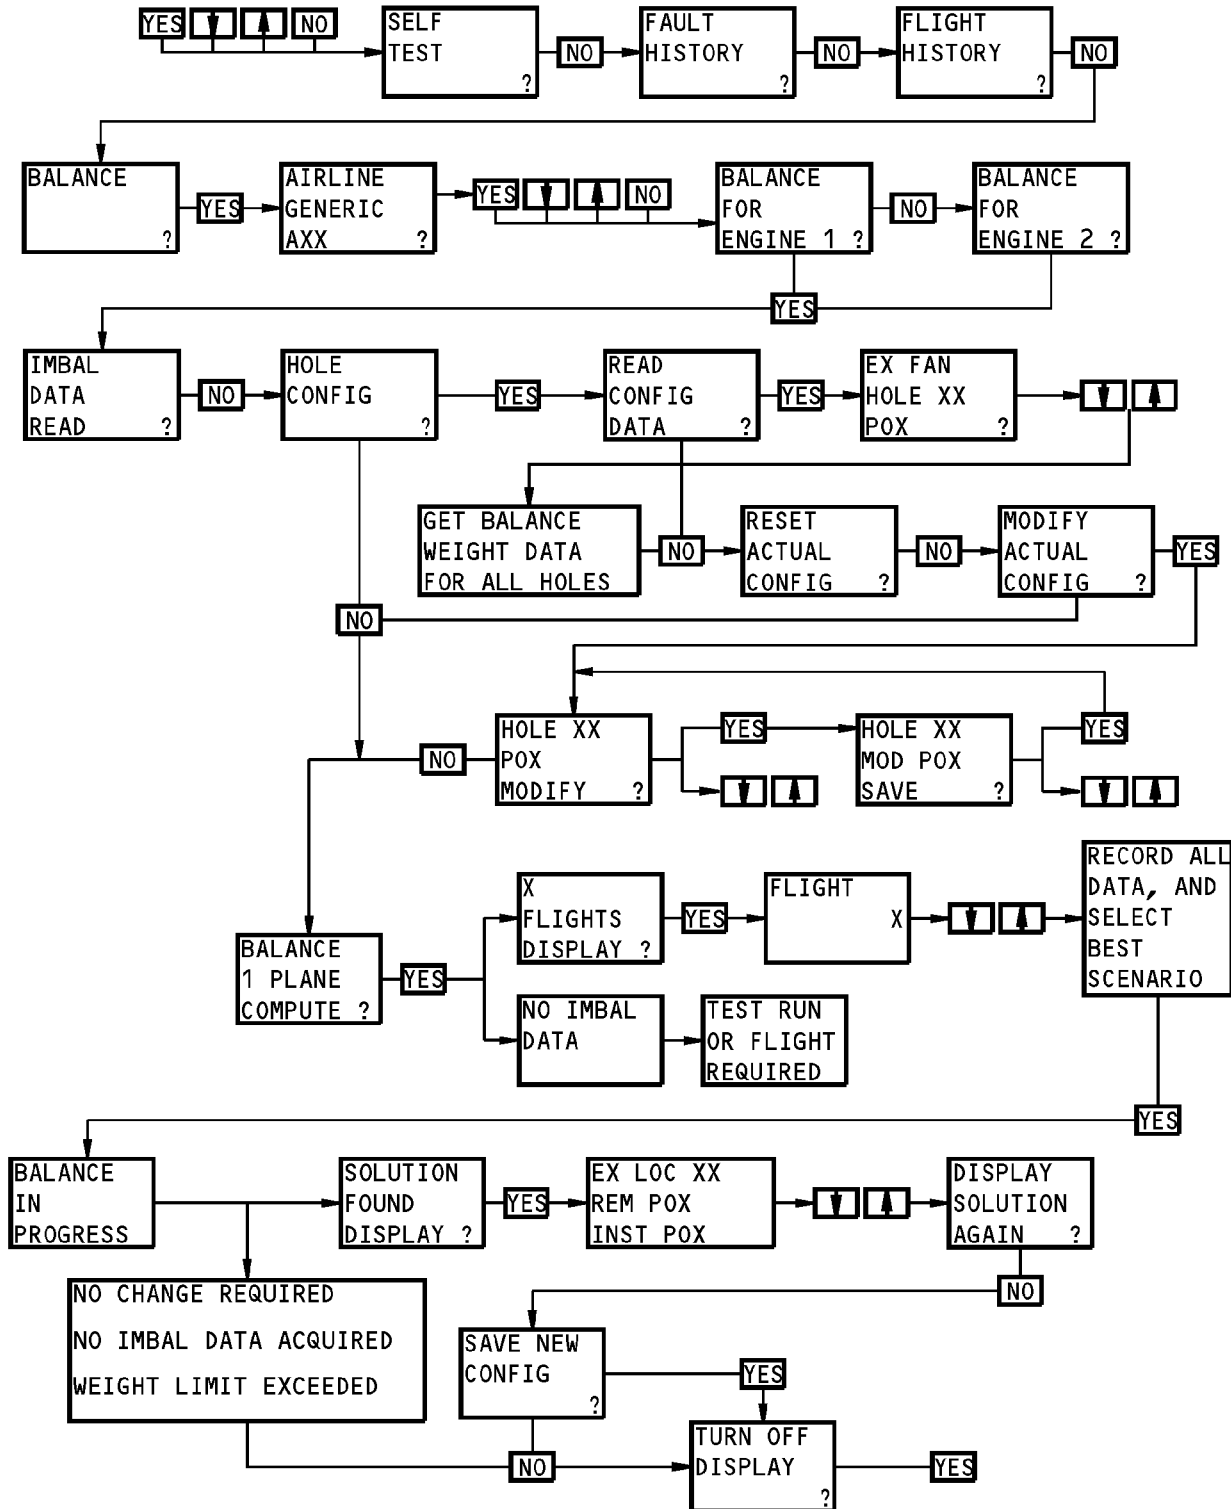 YES
NO
SELF
TEST
?
NO
FAULT
HISTORY
?
NO
FLIGHT
HISTORY
?
NO
BALANCE
?
YES
AIRLINE
GENERIC
AXX ?
YES
NO
BALANCE
FOR
ENGINE 1 ?
NO
BALANCE
FOR
ENGINE 2 ?
YES
IMBAL
DATA
READ ?
NO
HOLE
CONFIG
?
YES
READ
CONFIG
DATA ?
YES
EX FAN
HOLE XX
POX ?
GET BALANCE
WEIGHT DATA
FOR ALL HOLES
NO
RESET
ACTUAL
CONFIG ?
NO
MODIFY
ACTUAL
CONFIG ?
YES
NO
NO
HOLE XX
POX
MODIFY ?
YES
HOLE XX
MOD POX
SAVE ?
YES
BALANCE
1 PLANE
COMPUTE ?
YES
X
FLIGHTS
DISPLAY ?
YES
FLIGHT
X
RECORD ALL
DATA, AND
SELECT
BEST
SCENARIO
NO IMBAL
DATA
TEST RUN
OR FLIGHT
REQUIRED
YES
BALANCE
IN
PROGRESS
SOLUTION
FOUND
DISPLAY ?
YES
EX LOC XX
REM POX
INST POX
DISPLAY
SOLUTION
AGAIN ?
NO
NO CHANGE REQUIRED
NO IMBAL DATA ACQUIRED
WEIGHT LIMIT EXCEEDED
SAVE NEW
CONFIG
?
YES
NO
TURN OFF
DISPLAY
?
YES